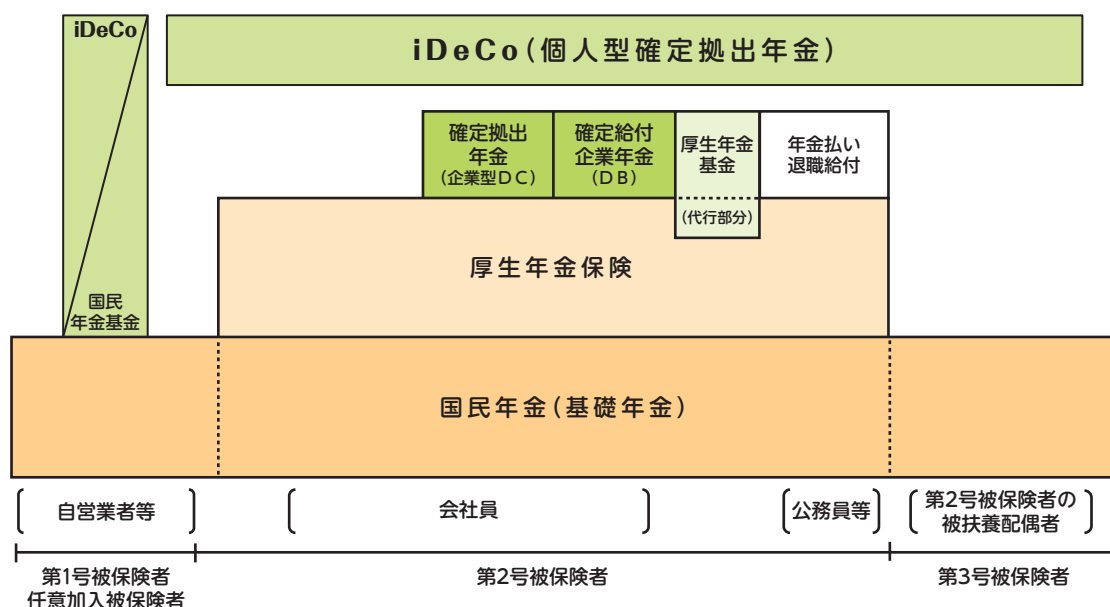 iDeCo
iDeCo(個人型確定拠出年金)
確定拠出
年金
(企業型DC)
確定給付
企業年金
(DB)
厚生年金
基金
(代行部分)
年金払い
退職給付
厚生年金保険
国民
年金基金
国民年金(基礎年金)
自営業者等
会社員
公務員等
第2号被保険者の
被扶養配偶者
第1号被保険者
任意加入被保険者
第2号被保険者
第3号被保険者